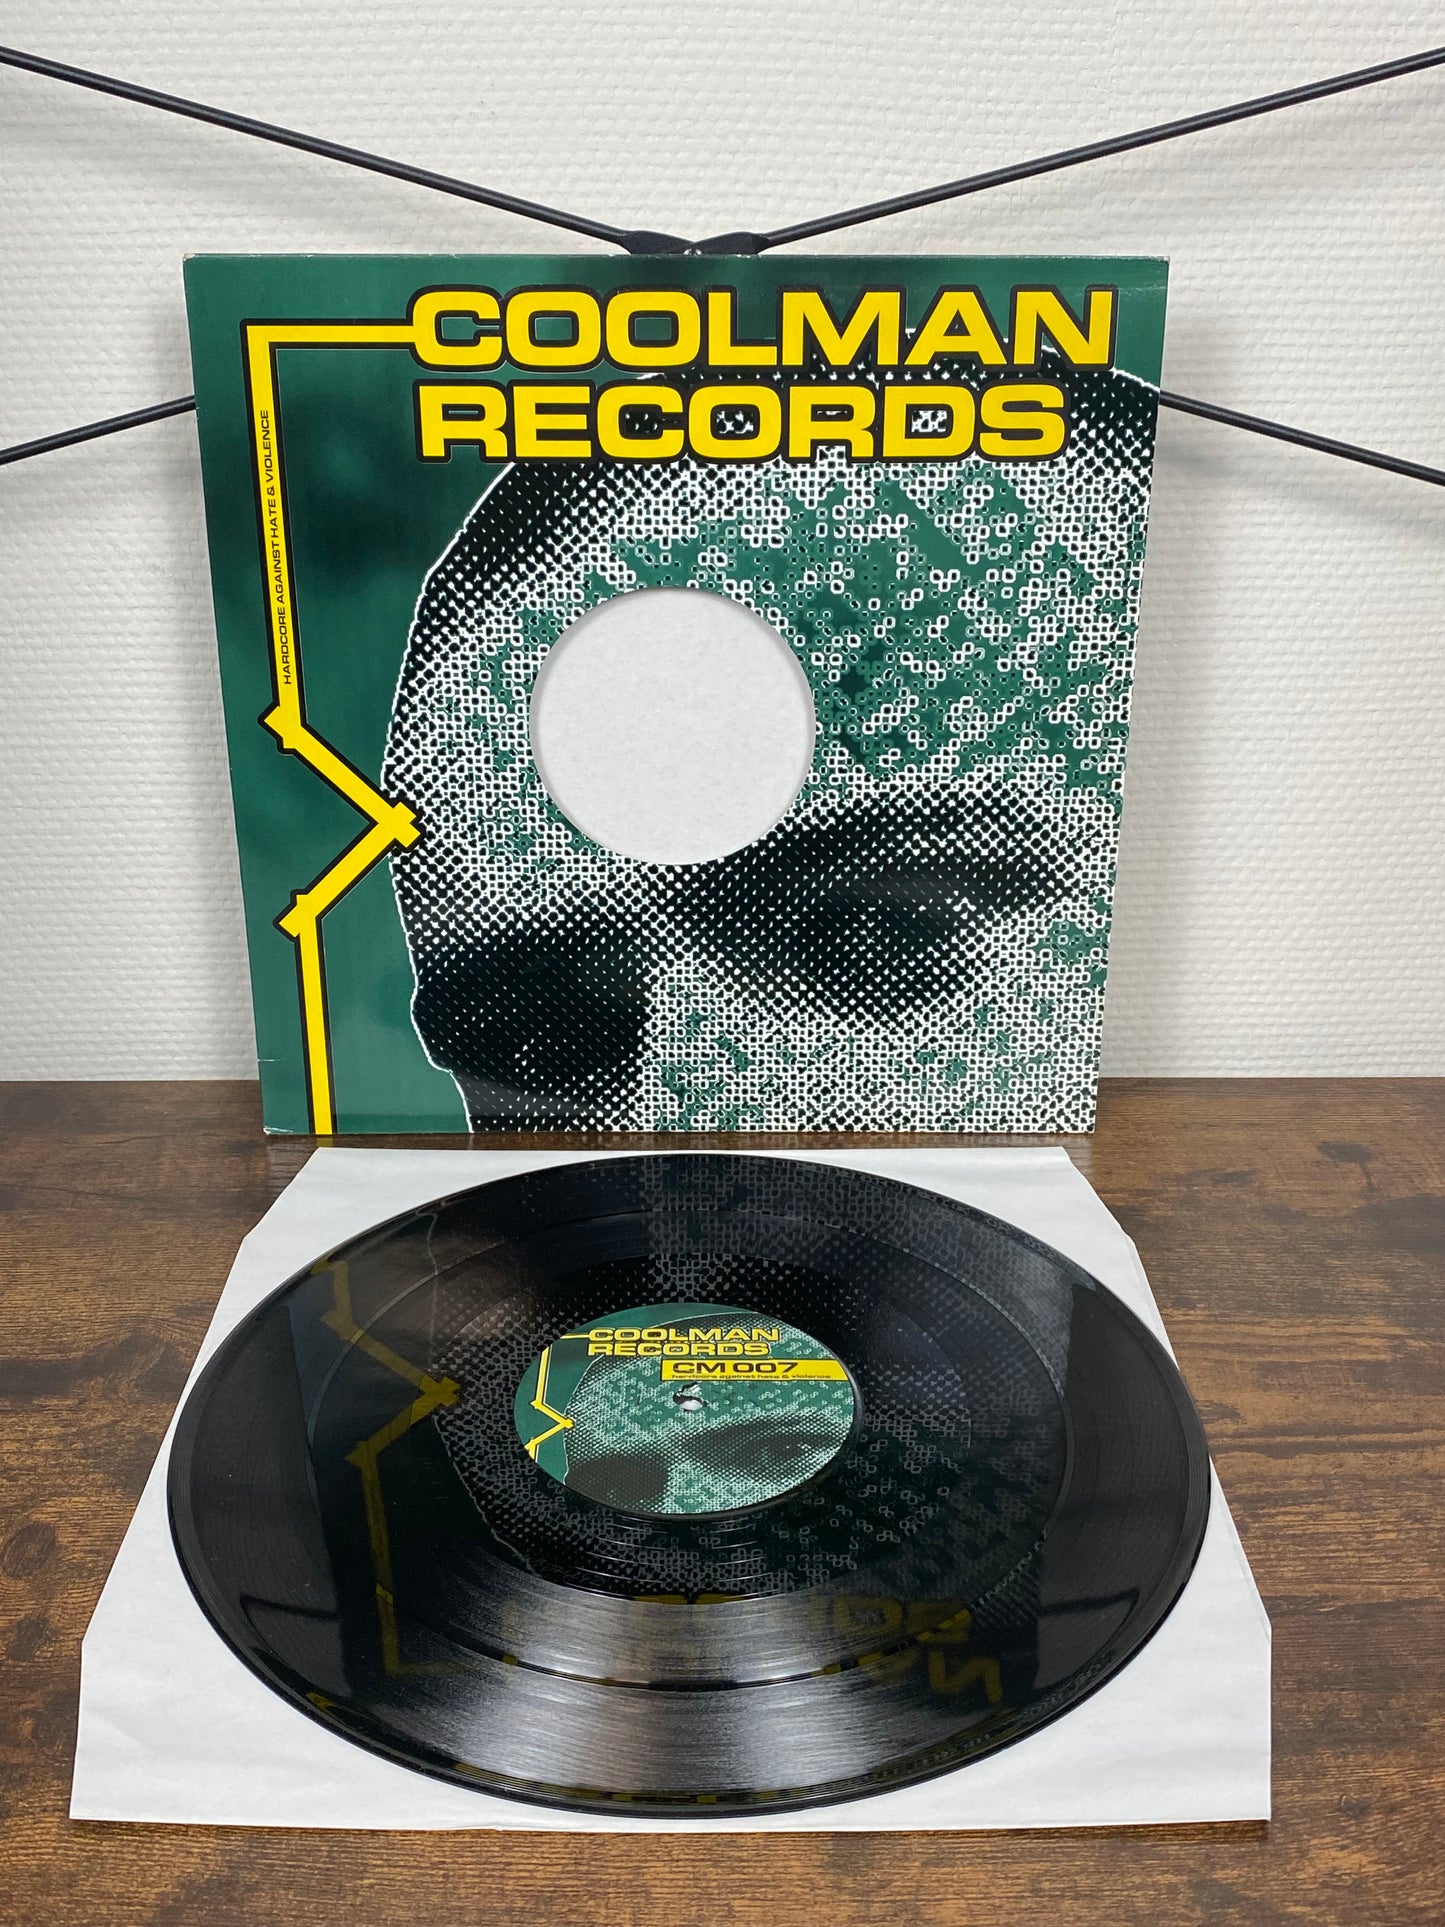 COOLMAN
RECORDS
HARDCORE AGAINST HATE & VIOLENCE
COOLMAN
RECORDS
CM 007
hardcore against hate & violence